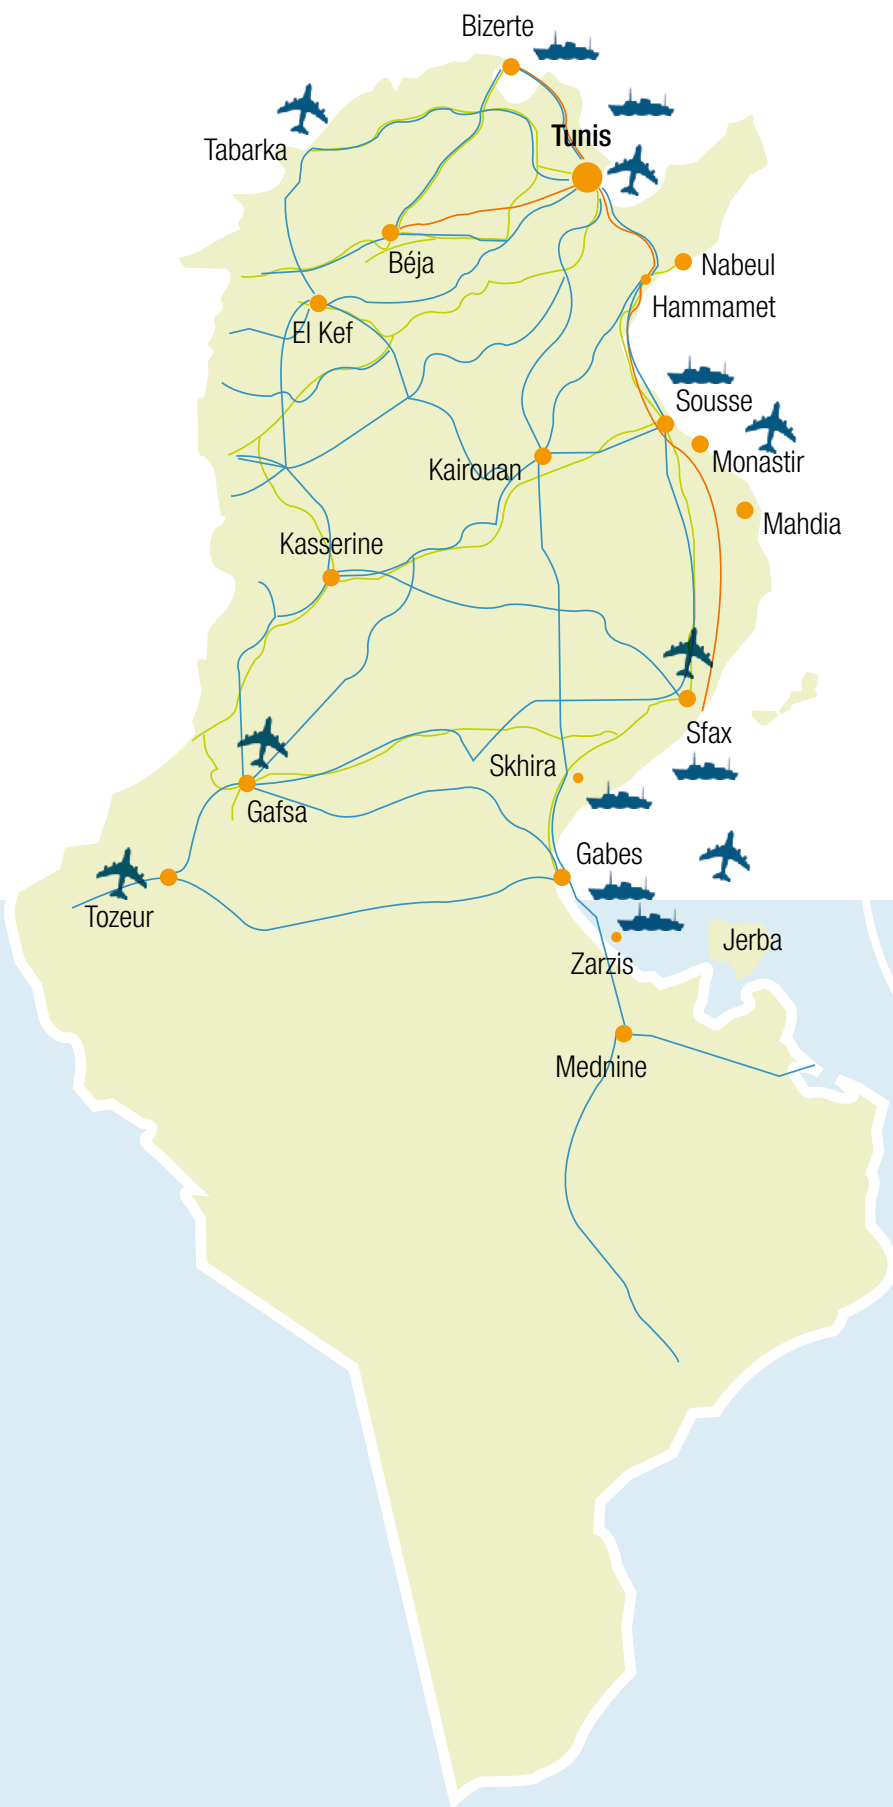 Bizerte
Tunis
Tabarka
Béja
Nabeul
Hammamet
El Kef
Sousse
Monastir
Kairouan
Mahdia
Kasserine
Sfax
Skhira
Gafsa
Gabes
Tozeur
Jerba
Zarzis
Mednine